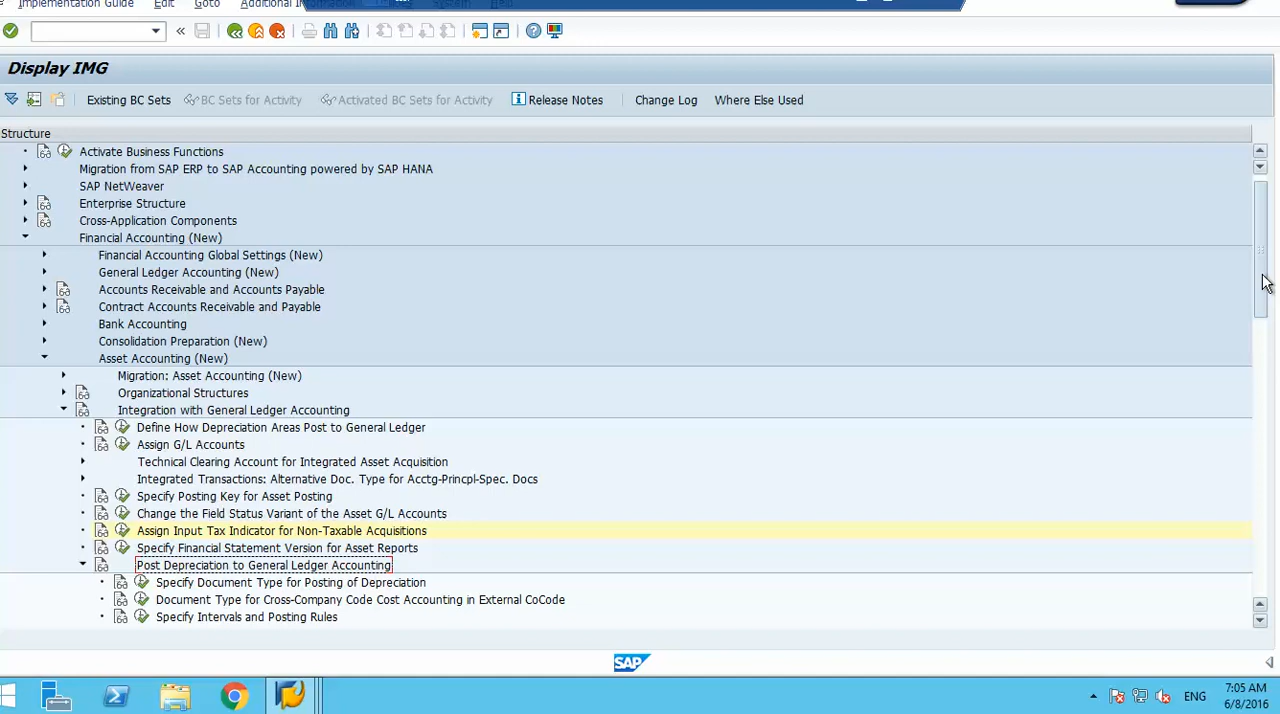 Implementation Guide Edit Goto Additional Information System Help
Display IMG
Existing BC Sets BC Sets for Activity Activated BC Sets for Activity Release Notes Change Log Where Else Used
Structure
Activate Business Functions
Migration from SAP ERP to SAP Accounting powered by SAP HANA
SAP NetWeaver
Enterprise Structure
Cross-Application Components
Financial Accounting (New)
Financial Accounting Global Settings (New)
General Ledger Accounting (New)
Accounts Receivable and Accounts Payable
Contract Accounts Receivable and Payable
Bank Accounting
Consolidation Preparation (New)
Asset Accounting (New)
Migration: Asset Accounting (New)
Organizational Structures
Integration with General Ledger Accounting
Define How Depreciation Areas Post to General Ledger
Assign G/L Accounts
Technical Clearing Account for Integrated Asset Acquisition
Integrated Transactions: Alternative Doc. Type for Acctg-Princpl-Spec. Docs
Specify Posting Key for Asset Posting
Change the Field Status Variant of the Asset G/L Accounts
Assign Input Tax Indicator for Non-Taxable Acquisitions
Specify Financial Statement Version for Asset Reports
Post Depreciation to General Ledger Accounting
Specify Document Type for Posting of Depreciation
Document Type for Cross-Company Code Cost Accounting in External CoCode
Specify Intervals and Posting Rules
SAP
ENG
7:05 AM
6/8/2016